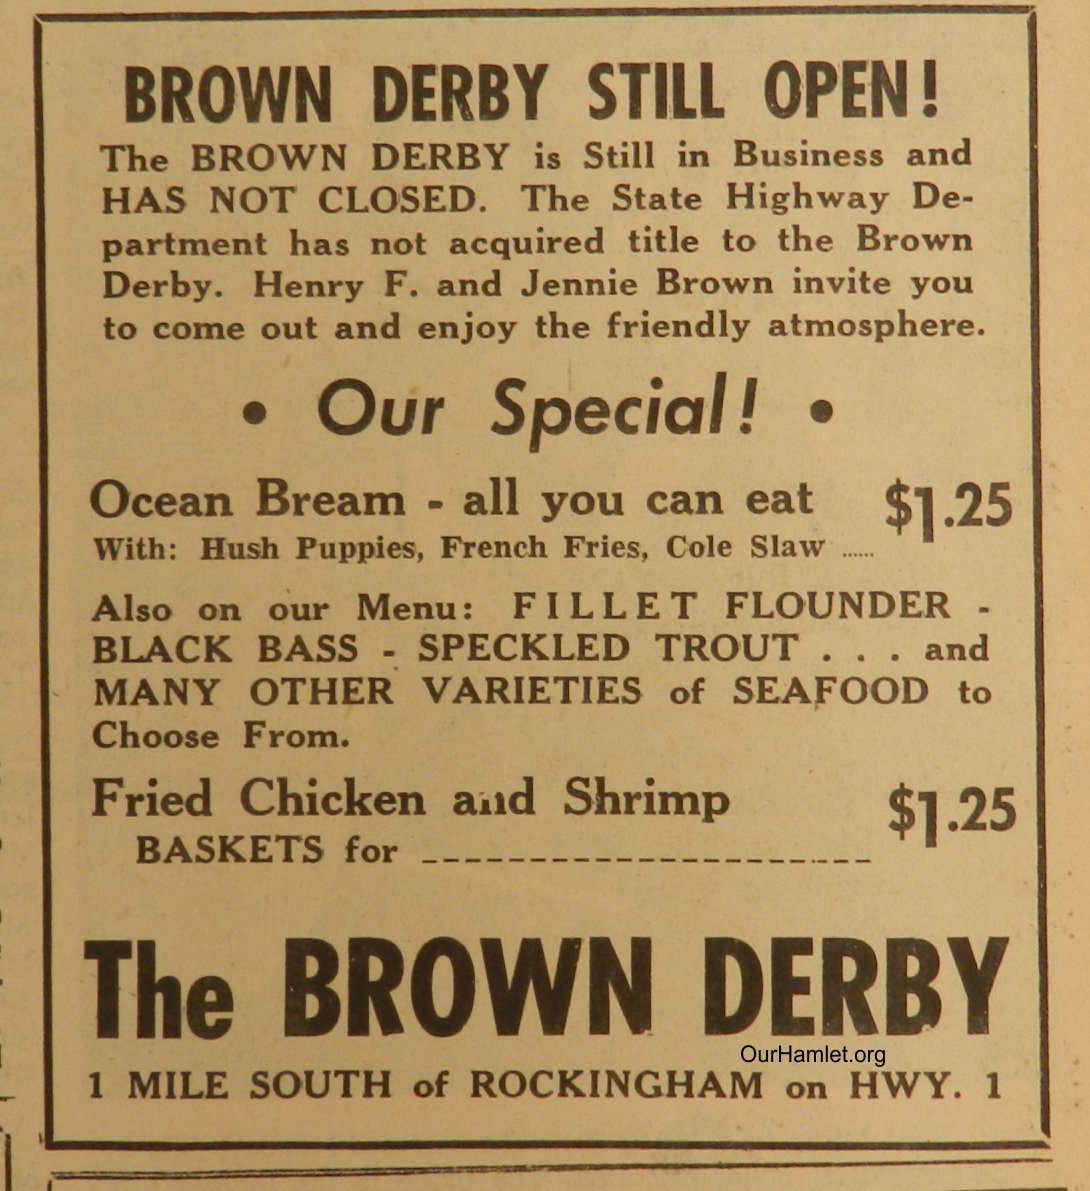 BROWN DERBY STILL OPEN!
The BROWN DERBY is Still in Business and
HAS NOT CLOSED. The State Highway De-
partment has not acquired title to the Brown
Derby. Henry F. and Jennie Brown invite you
to come out and enjoy the friendly atmosphere.
• Our Special! •
Ocean Bream - all you can eat $1.25
With: Hush Puppies, French Fries, Cole Slaw ......
Also on our Menu: FILLET FLOUNDER -
BLACK BASS - SPECKLED TROUT . . . and
MANY OTHER VARIETIES of SEAFOOD to
Choose From.
Fried Chicken and Shrimp $1.25
BASKETS for _____________________
The BROWN DERBY
OurHamlet.org
1 MILE SOUTH of ROCKINGHAM on HWY. 1